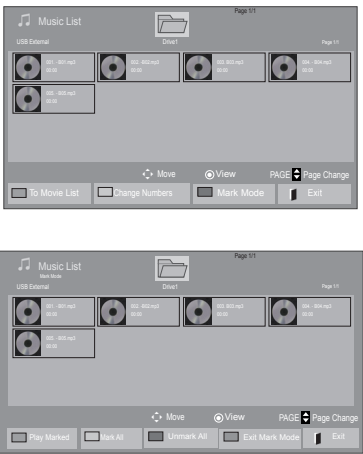 Page 1/1
Music List
USB External
Drive1
Page 1/1
001. - B01.mp3
00:00
002. - B02.mp3
00:00
003. B03.mp3
00:00
004. - B04.mp3
00:00
005. - B05.mp3
00:00
Move
View
PAGE Page Change
To Movie List
Change Numbers
Mark Mode
Exit
Page 1/1
Music List
Mark Mode
USB External
Drive1
Page 1/1
001. - B01.mp3
00:00
002. - B02.mp3
00:00
003. B03.mp3
00:00
004. - B04.mp3
00:00
005. - B05.mp3
00:00
Move
View
PAGE Page Change
Play Marked
Mark All
Unmark All
Exit Mark Mode
Exit